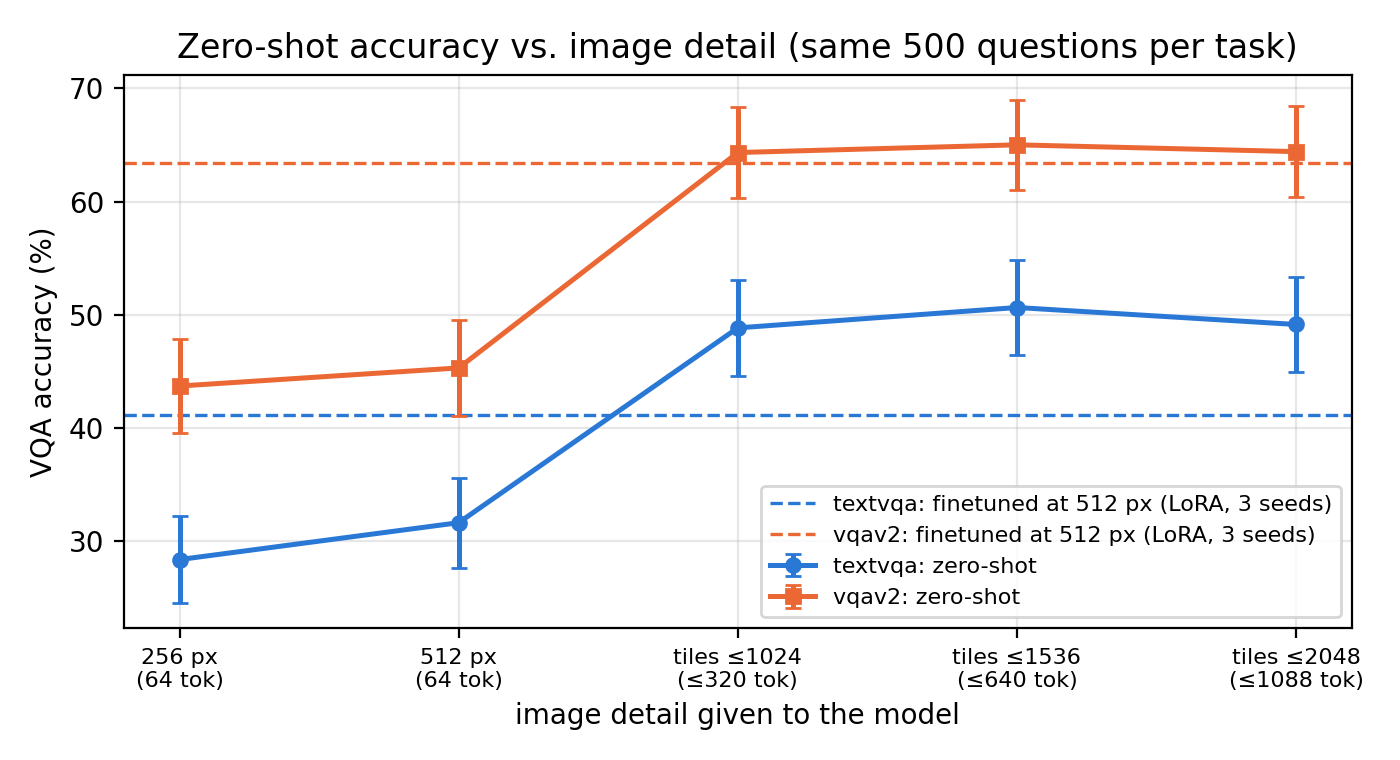 Zero-shot accuracy vs. image detail (same 500 questions per task)
VQA accuracy (%)
70
60
50
40
30
textvqa: finetuned at 512 px (LoRA, 3 seeds)
vqav2: finetuned at 512 px (LoRA, 3 seeds)
textvqa: zero-shot
vqav2: zero-shot
256 px
(64 tok)
512 px
(64 tok)
tiles ≤1024
(≤320 tok)
tiles ≤1536
(≤640 tok)
tiles ≤2048
(≤1088 tok)
image detail given to the model